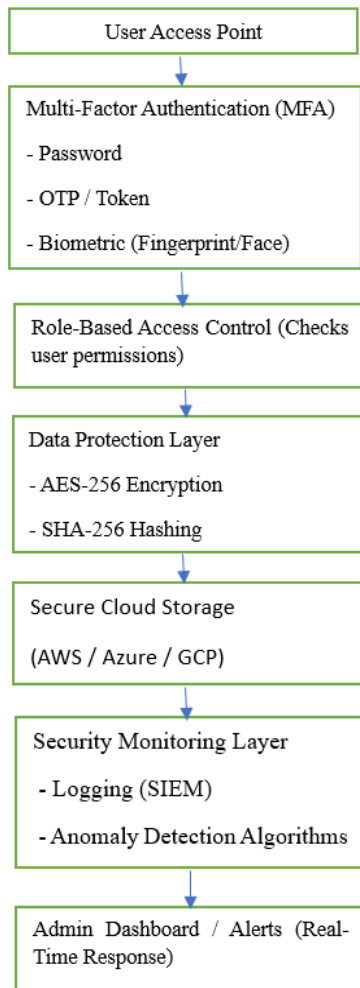 User Access Point
Multi-Factor Authentication (MFA)
- Password
- OTP / Token
- Biometric (Fingerprint/Face)
Role-Based Access Control (Checks
user permissions)
Data Protection Layer
- AES-256 Encryption
- SHA-256 Hashing
Secure Cloud Storage
(AWS / Azure / GCP)
Security Monitoring Layer
- Logging (SIEM)
- Anomaly Detection Algorithms
Admin Dashboard / Alerts (Real-
Time Response)